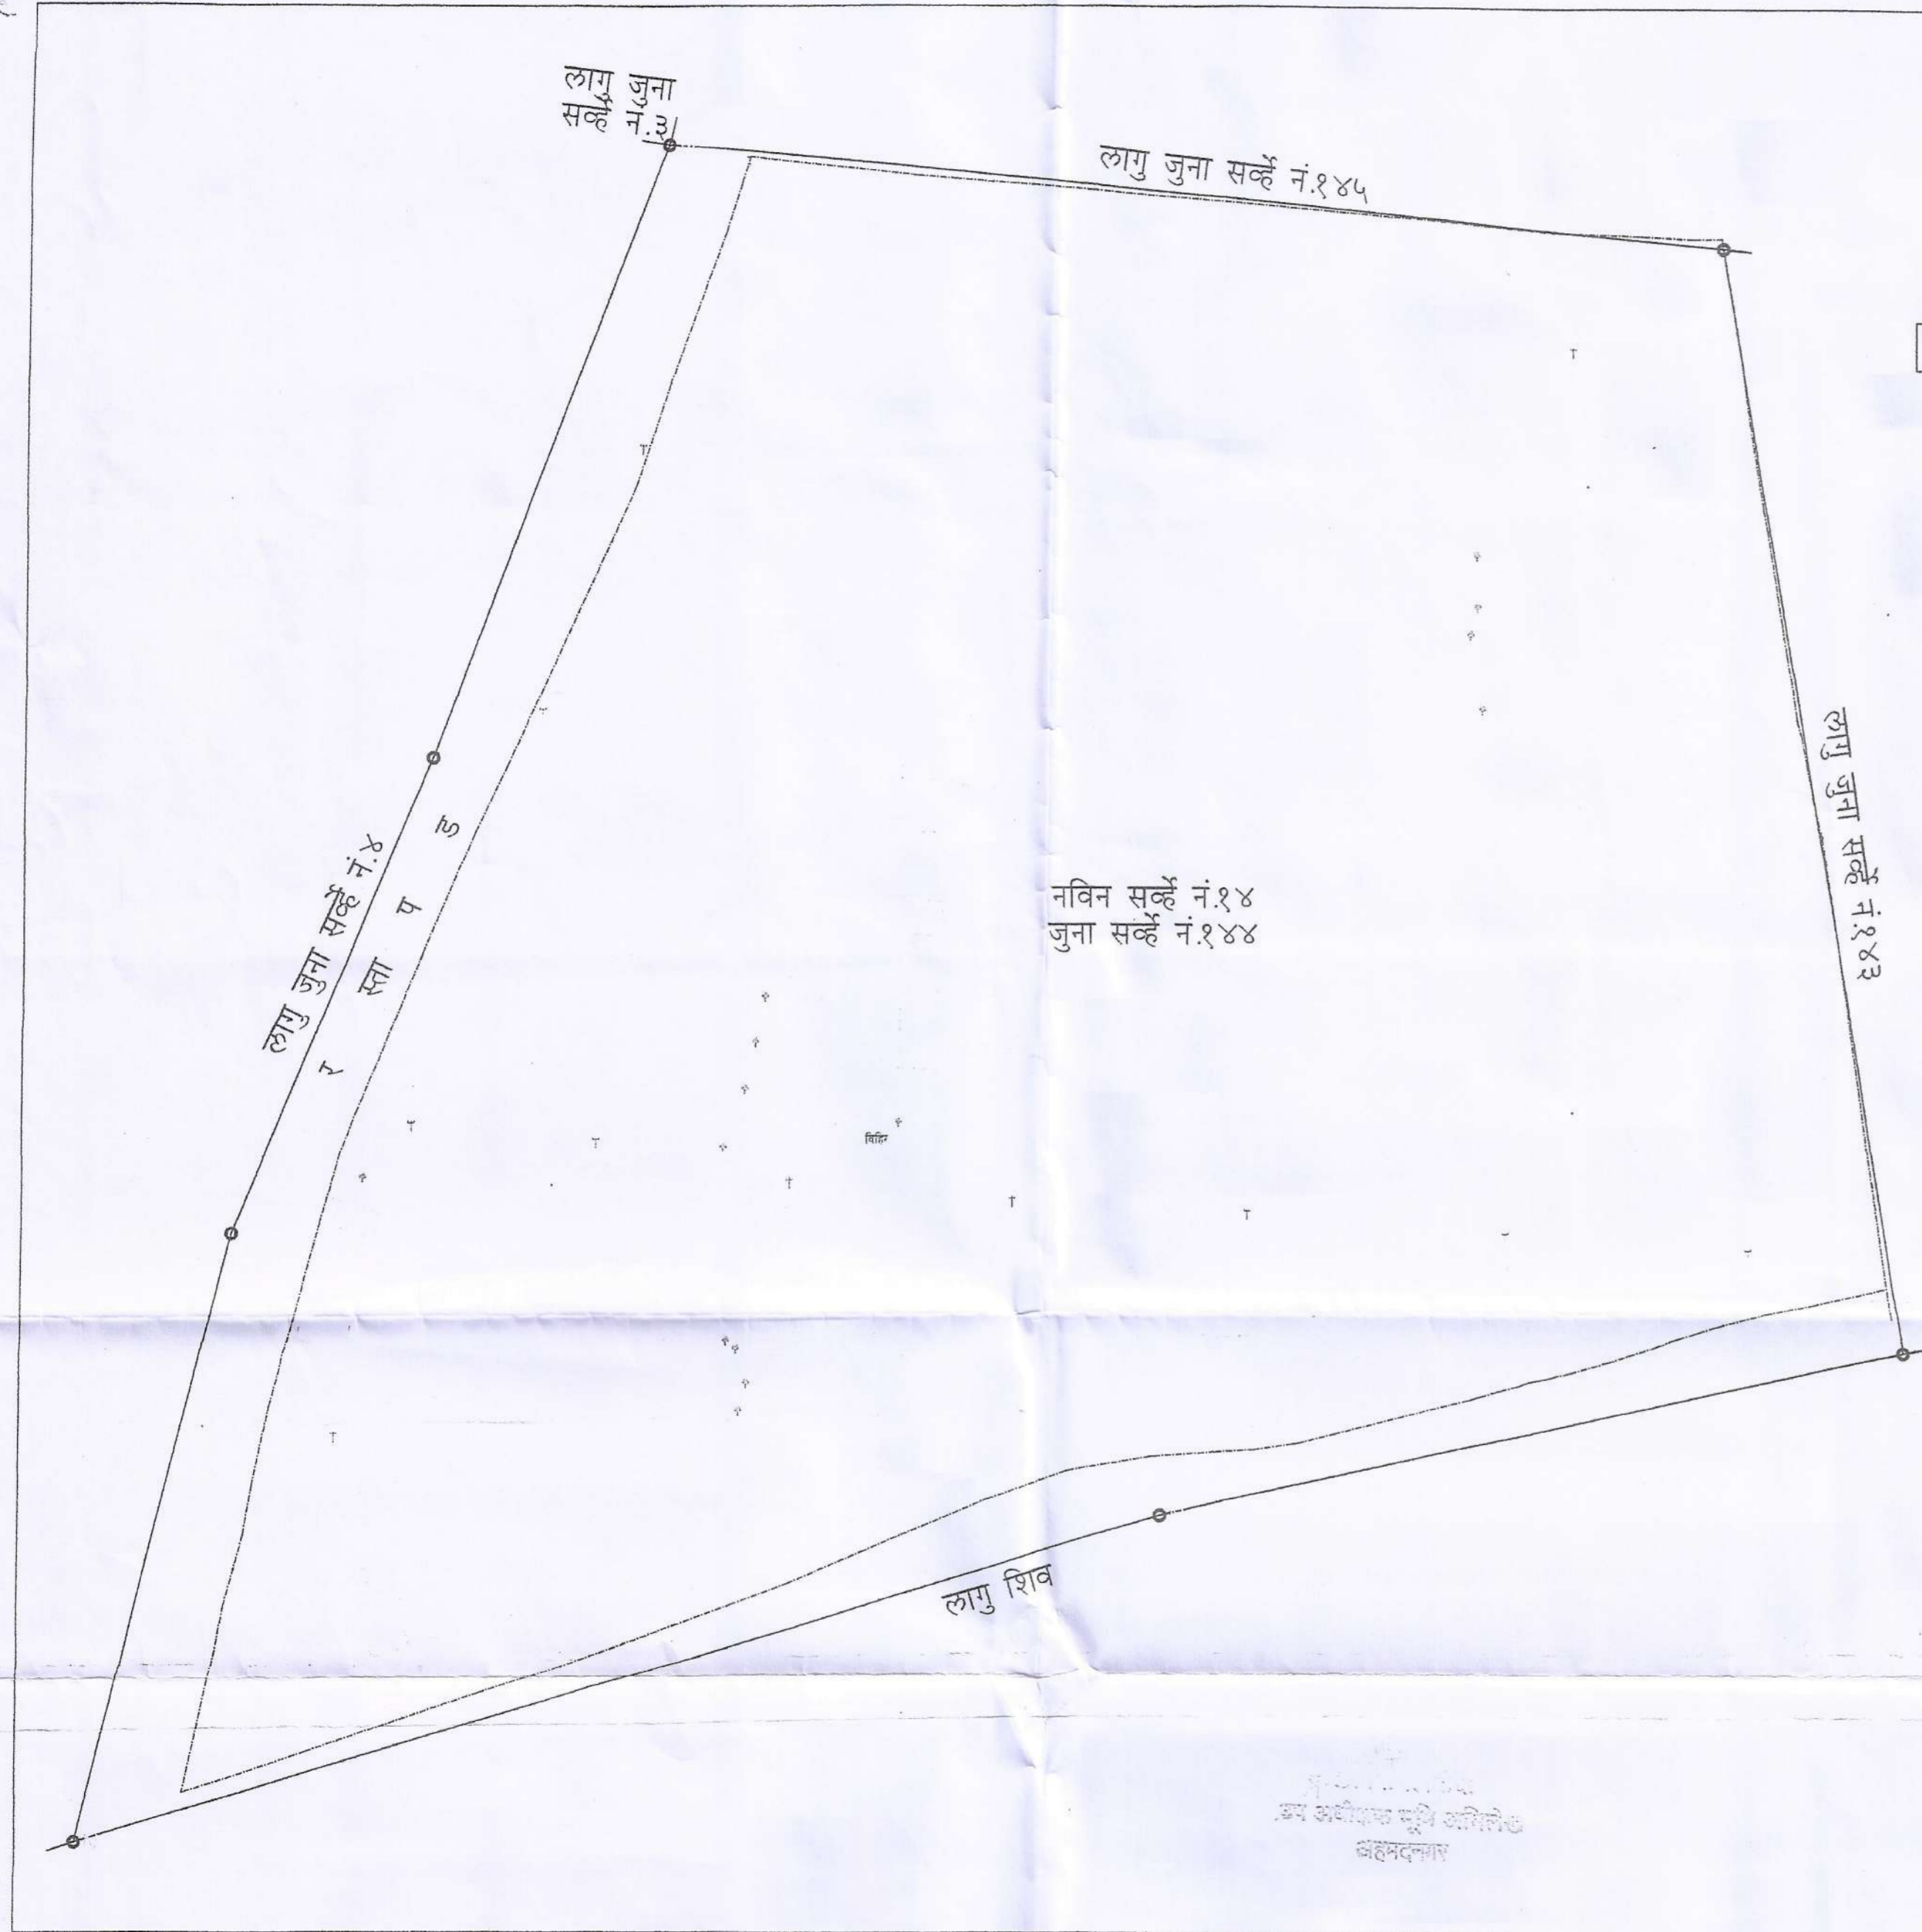 लागु जुना
सर्व्हे नं.३
लागु जुना सर्व्हे नं.१४५
लागु जुना सर्व्हे नं.१४३
लागु जुना सर्व्हे नं.४
र स्ता प ड
नविन सर्व्हे नं.१४
जुना सर्व्हे नं.१४४
विहिर
लागु शिव
उप अधीक्षक भूमि अभिलेख
अहमदनगर